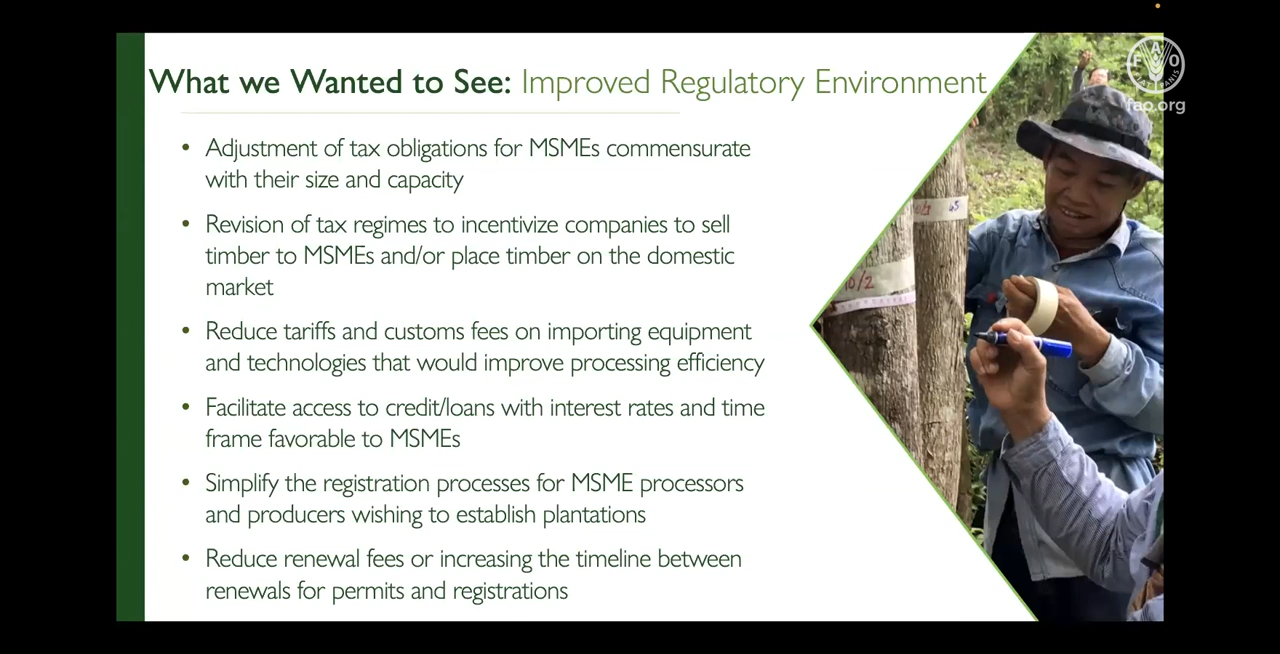 What we Wanted to See: Improved Regulatory Environment
F A O
fao.org
• Adjustment of tax obligations for MSMEs commensurate
with their size and capacity
• Revision of tax regimes to incentivize companies to sell
timber to MSMEs and/or place timber on the domestic
market
• Reduce tariffs and customs fees on importing equipment
and technologies that would improve processing efficiency
• Facilitate access to credit/loans with interest rates and time
frame favorable to MSMEs
• Simplify the registration processes for MSME processors
and producers wishing to establish plantations
• Reduce renewal fees or increasing the timeline between
renewals for permits and registrations
10/2